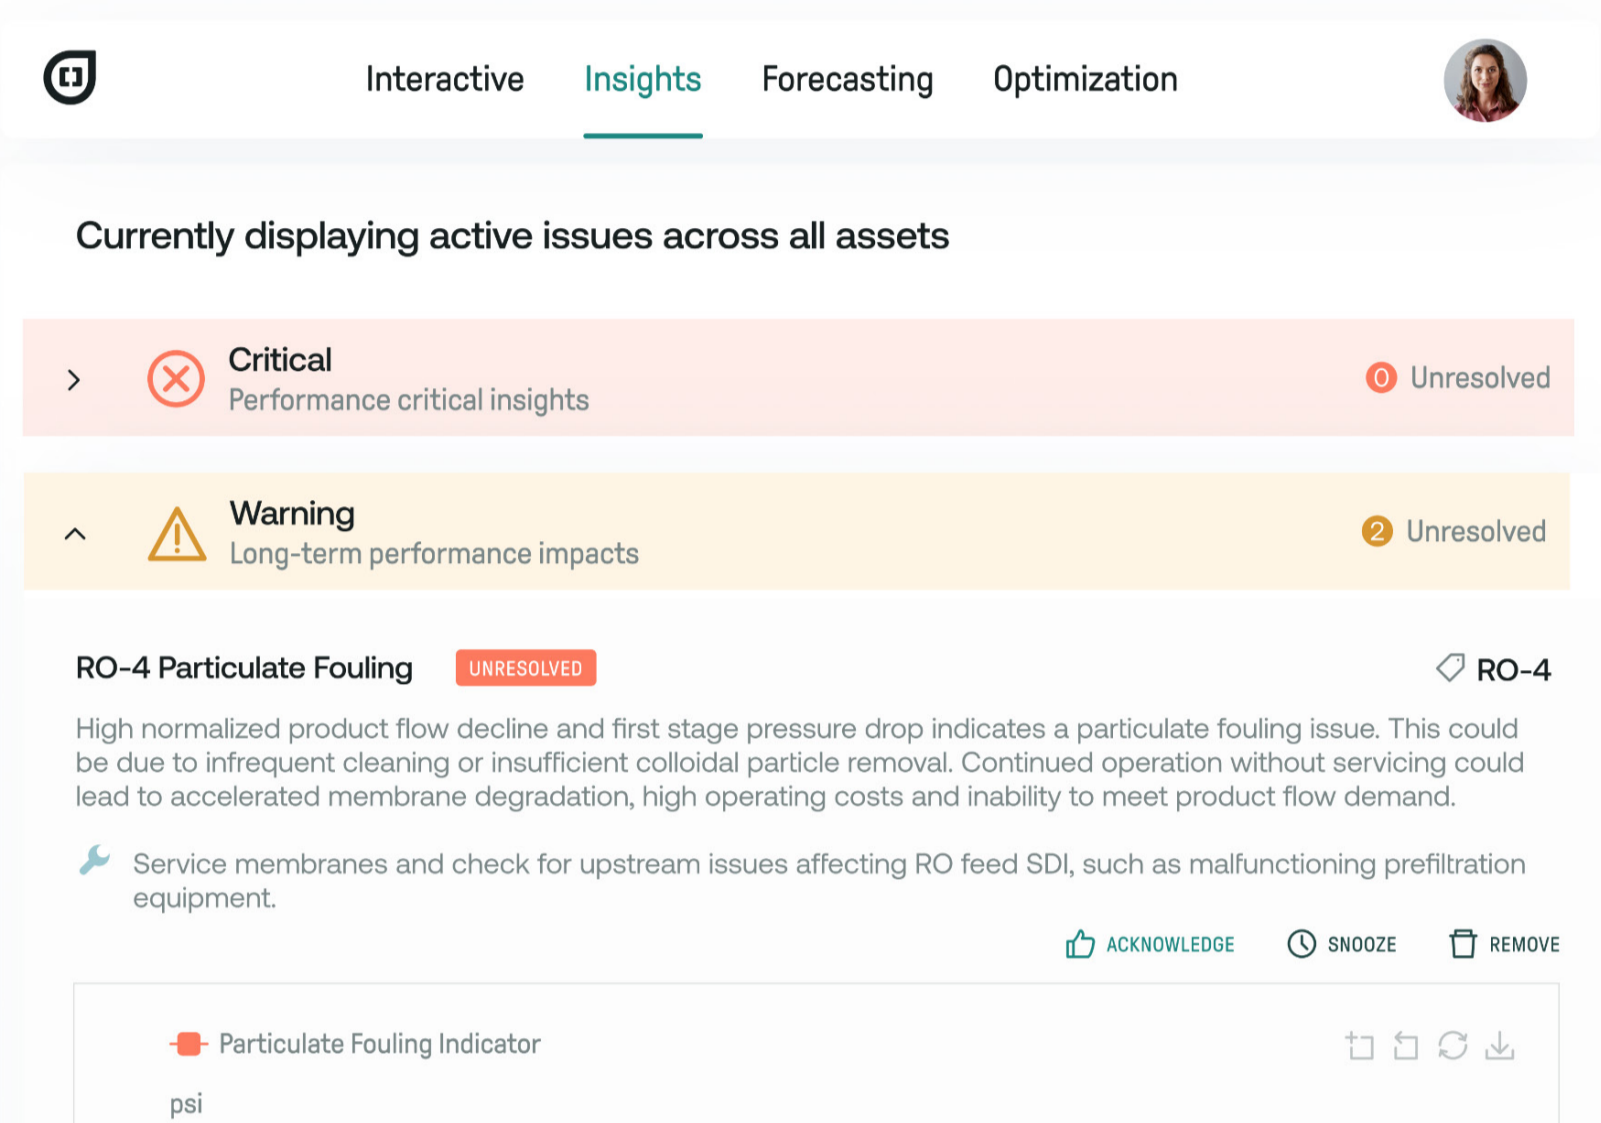 Interactive Insights Forecasting Optimization
Currently displaying active issues across all assets
Critical
Performance critical insights
0 Unresolved
Warning
Long-term performance impacts
2 Unresolved
RO-4 Particulate Fouling UNRESOLVED RO-4
High normalized product flow decline and first stage pressure drop indicates a particulate fouling issue. This could
be due to infrequent cleaning or insufficient colloidal particle removal. Continued operation without servicing could
lead to accelerated membrane degradation, high operating costs and inability to meet product flow demand.
Service membranes and check for upstream issues affecting RO feed SDI, such as malfunctioning prefiltration
equipment.
ACKNOWLEDGE SNOOZE REMOVE
Particulate Fouling Indicator
psi